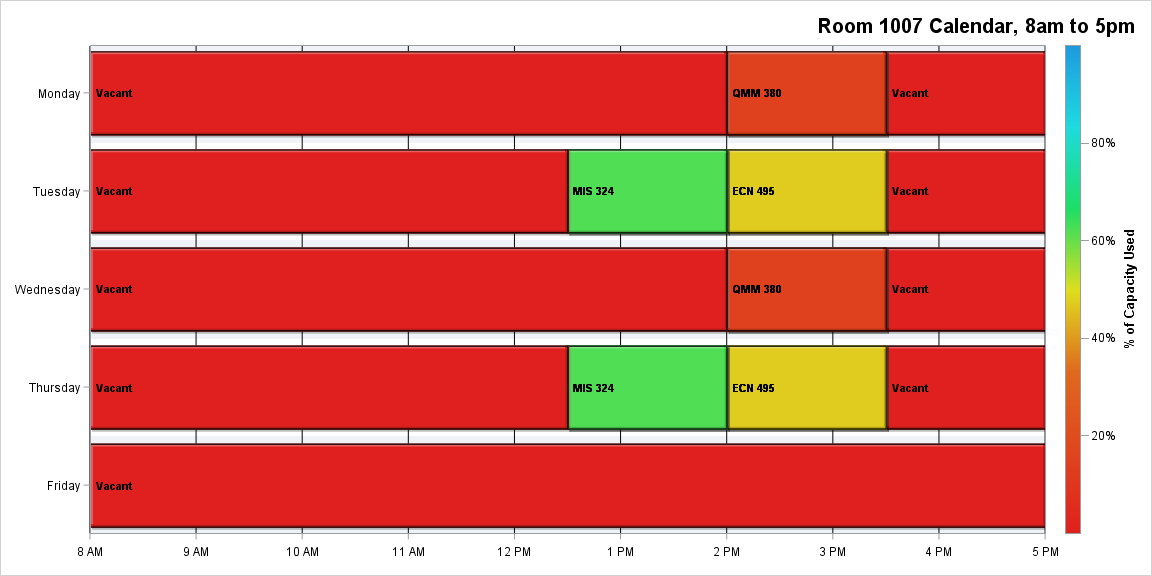 Room 1007 Calendar, 8am to 5pm
Monday
Vacant
QMM 380
Vacant
Tuesday
Vacant
MIS 324
ECN 495
Vacant
Wednesday
Vacant
QMM 380
Vacant
Thursday
Vacant
MIS 324
ECN 495
Vacant
Friday
Vacant
8 AM
9 AM
10 AM
11 AM
12 PM
1 PM
2 PM
3 PM
4 PM
5 PM
80%
60%
40%
20%
% of Capacity Used